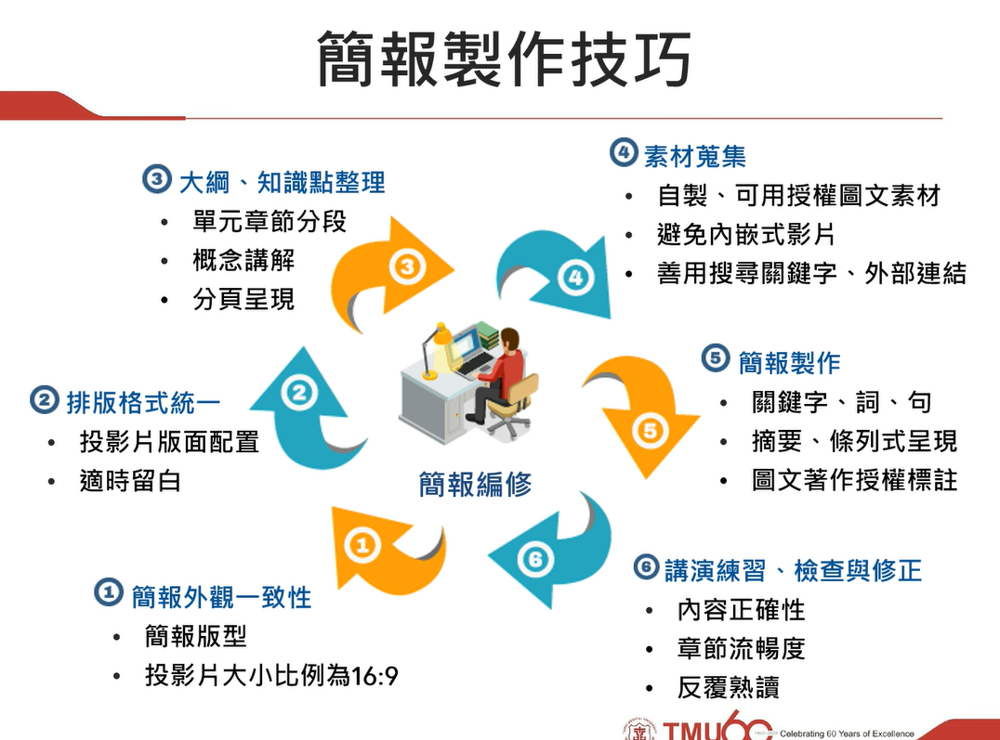 簡報製作技巧
① 簡報外觀一致性
• 簡報版型
• 投影片大小比例為16:9
② 排版格式統一
• 投影片版面配置
• 適時留白
③ 大綱、知識點整理
• 單元章節分段
• 概念講解
• 分頁呈現
④ 素材蒐集
• 自製、可用授權圖文素材
• 避免內嵌式影片
• 善用搜尋關鍵字、外部連結
⑤ 簡報製作
• 關鍵字、詞、句
• 摘要、條列式呈現
• 圖文著作授權標註
⑥ 講演練習、檢查與修正
• 內容正確性
• 章節流暢度
• 反覆熟讀
1
2
3
4
5
6
簡報編修
TMU60
Celebrating 60 Years of Excellence